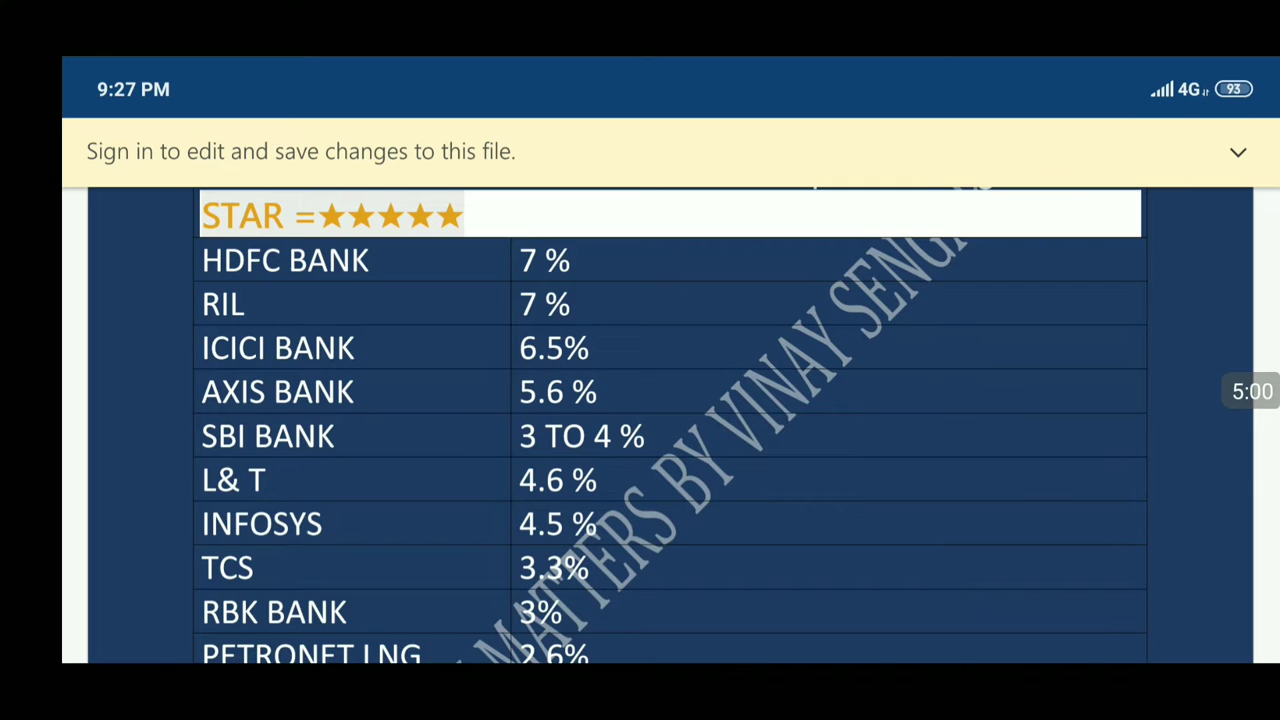 9:27 PM 4G 93
Sign in to edit and save changes to this file.
STAR =★★★★★
HDFC BANK 7 %
RIL 7 %
ICICI BANK 6.5%
AXIS BANK 5.6 %
5:00
SBI BANK 3 TO 4 %
L& T 4.6 %
INFOSYS 4.5 %
TCS 3.3%
RBK BANK 3%
PETRONET LNG 2.6%
MATTERS BY VINAY